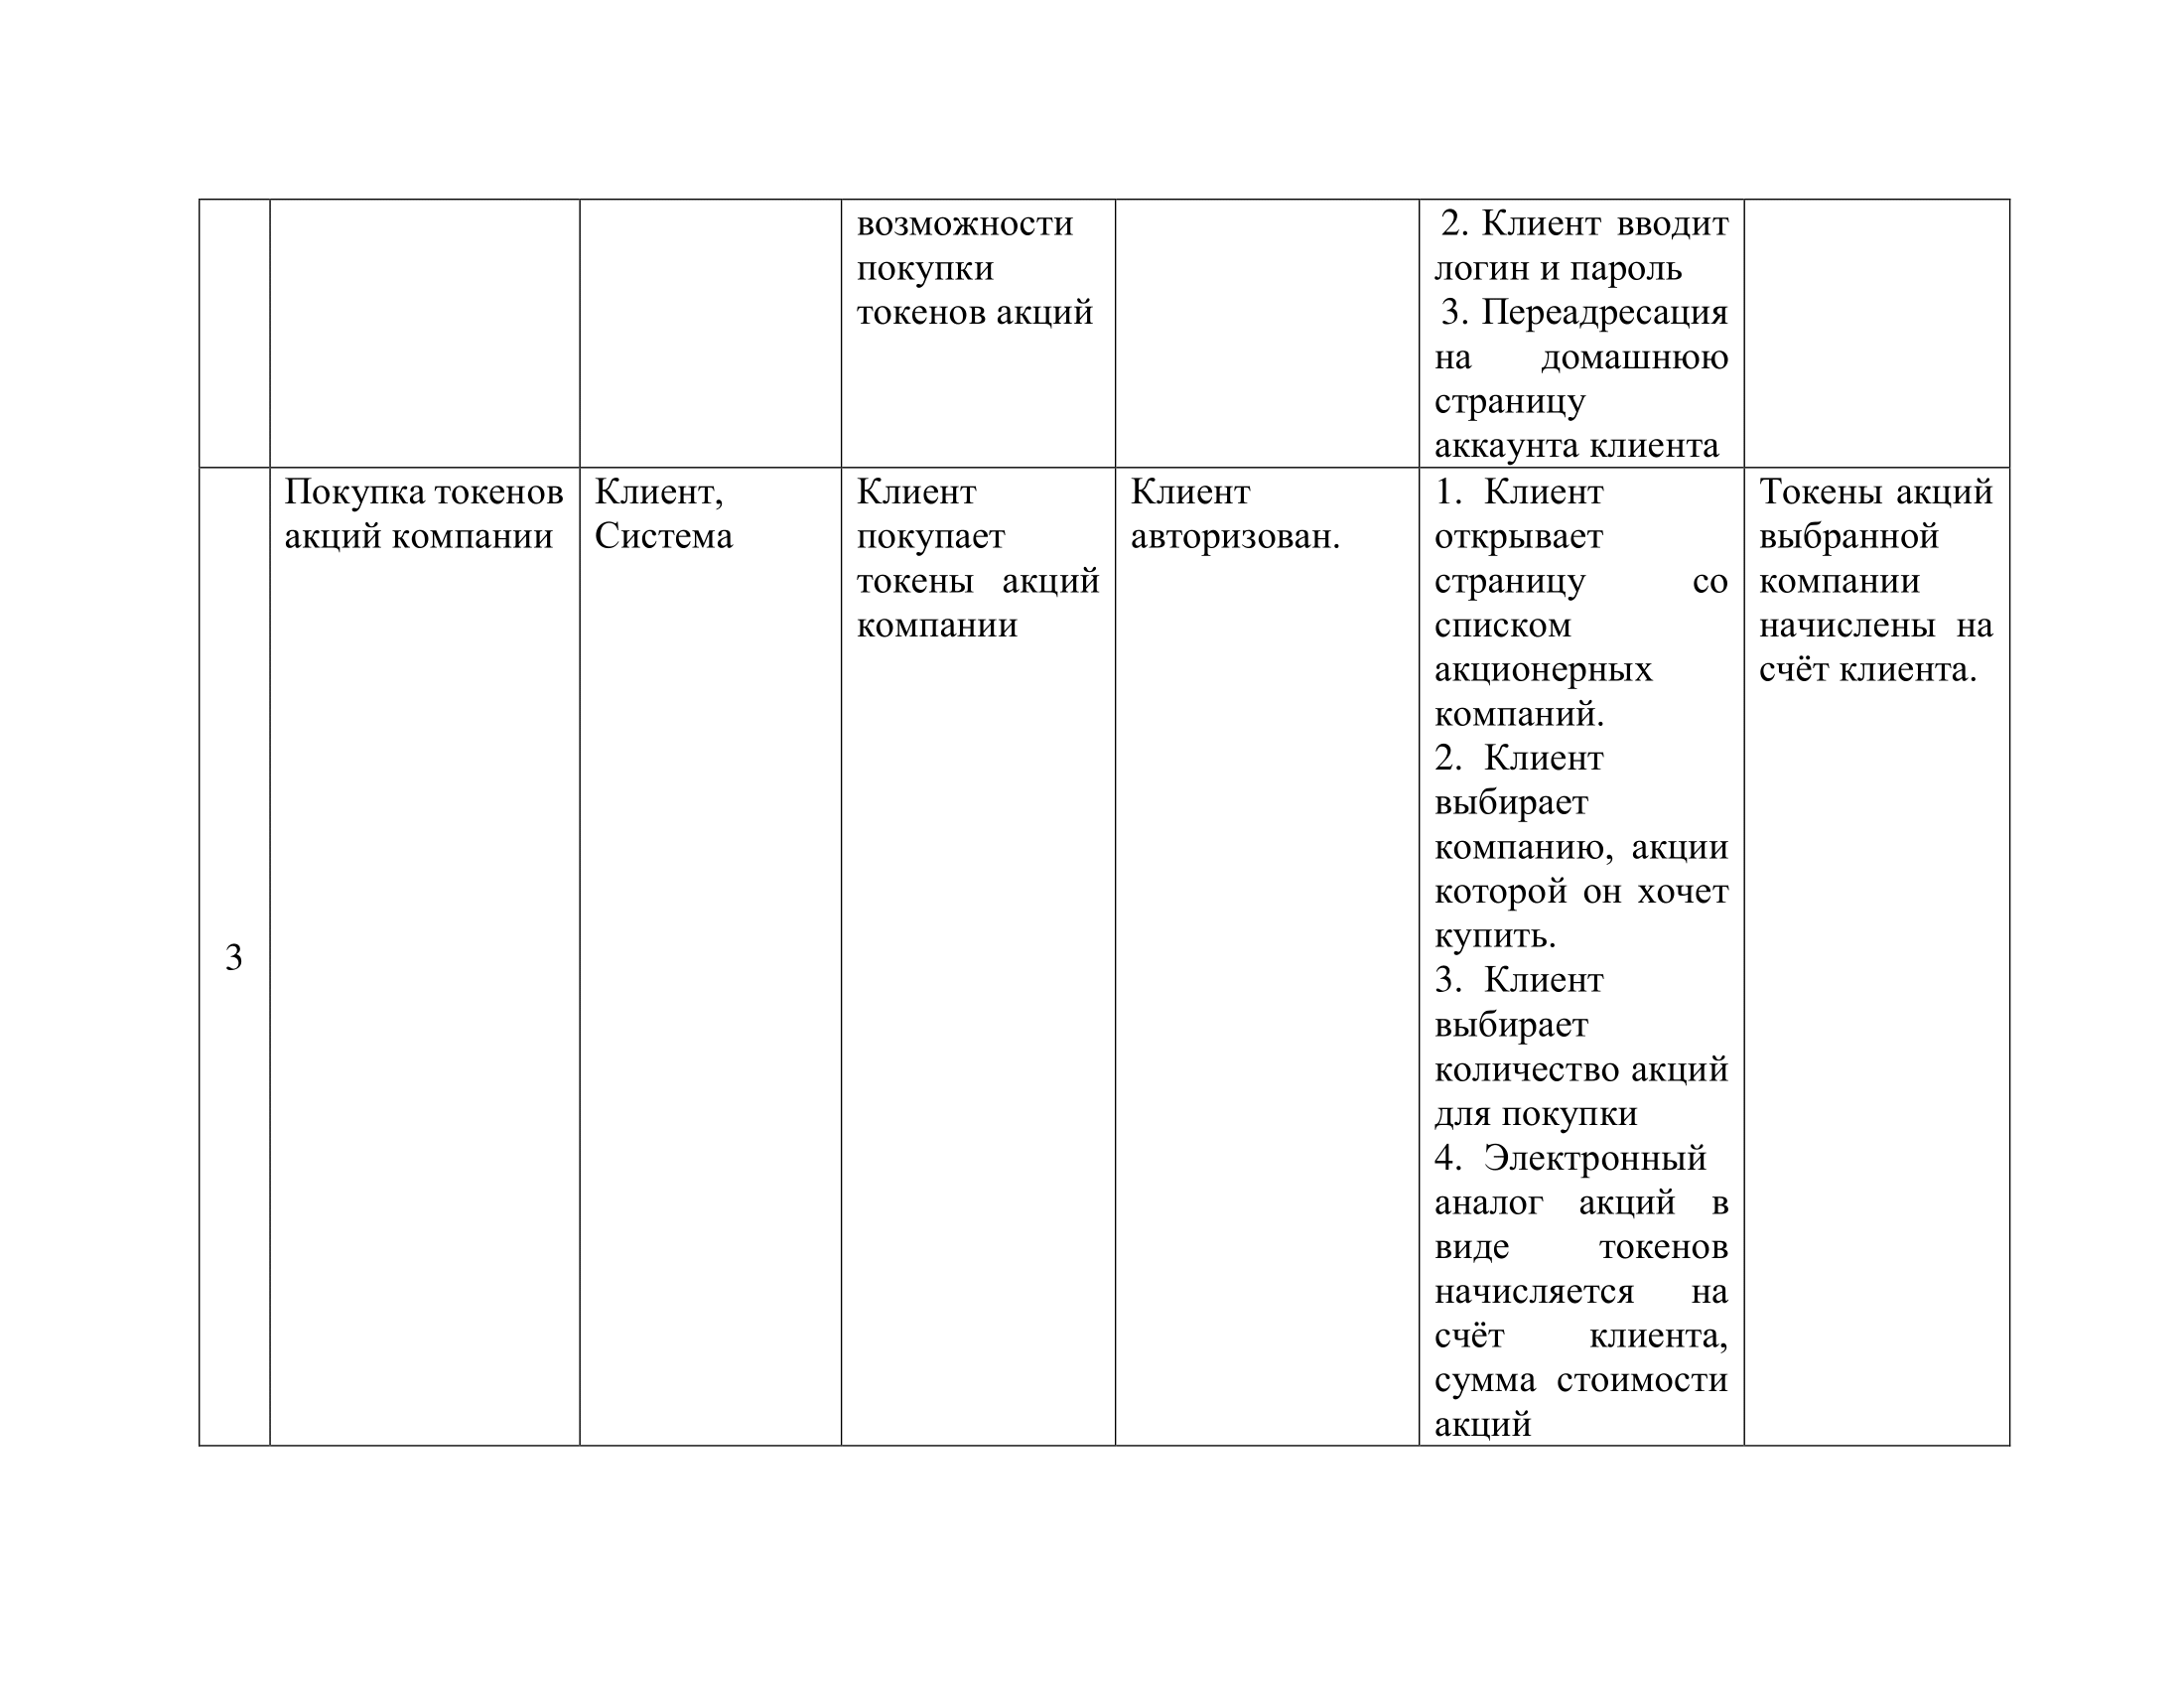 возможности
покупки
токенов акций
2. Клиент вводит
логин и пароль
3. Переадресация
на домашнюю
страницу
аккаунта клиента
3
Покупка токенов
акций компании
Клиент,
Система
Клиент
покупает
токены акций
компании
Клиент
авторизован.
1. Клиент
открывает
страницу со
списком
акционерных
компаний.
2. Клиент
выбирает
компанию, акции
которой он хочет
купить.
3. Клиент
выбирает
количество акций
для покупки
4. Электронный
аналог акций в
виде токенов
начисляется на
счёт клиента,
сумма стоимости
акций
Токены акций
выбранной
компании
начислены на
счёт клиента.